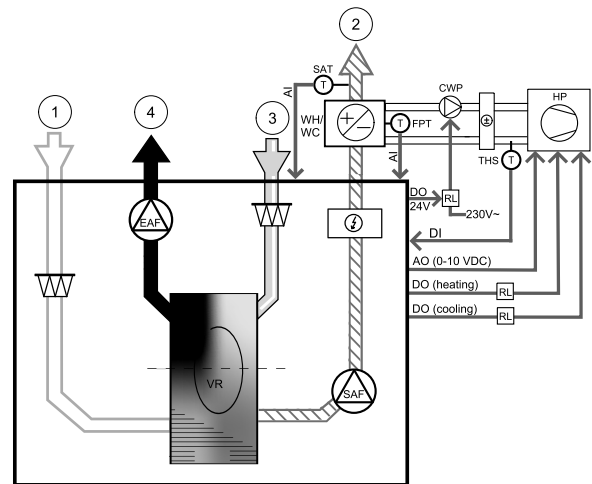 2
SAT
T
AI
CWP
HP
1
4
3
WH/
WC
+
−
T
FPT
±
AI
THS
T
DO
24V
RL
230V~
EAF
DI
AO (0-10 VDC)
DO (heating)
RL
DO (cooling)
RL
VR
SAF